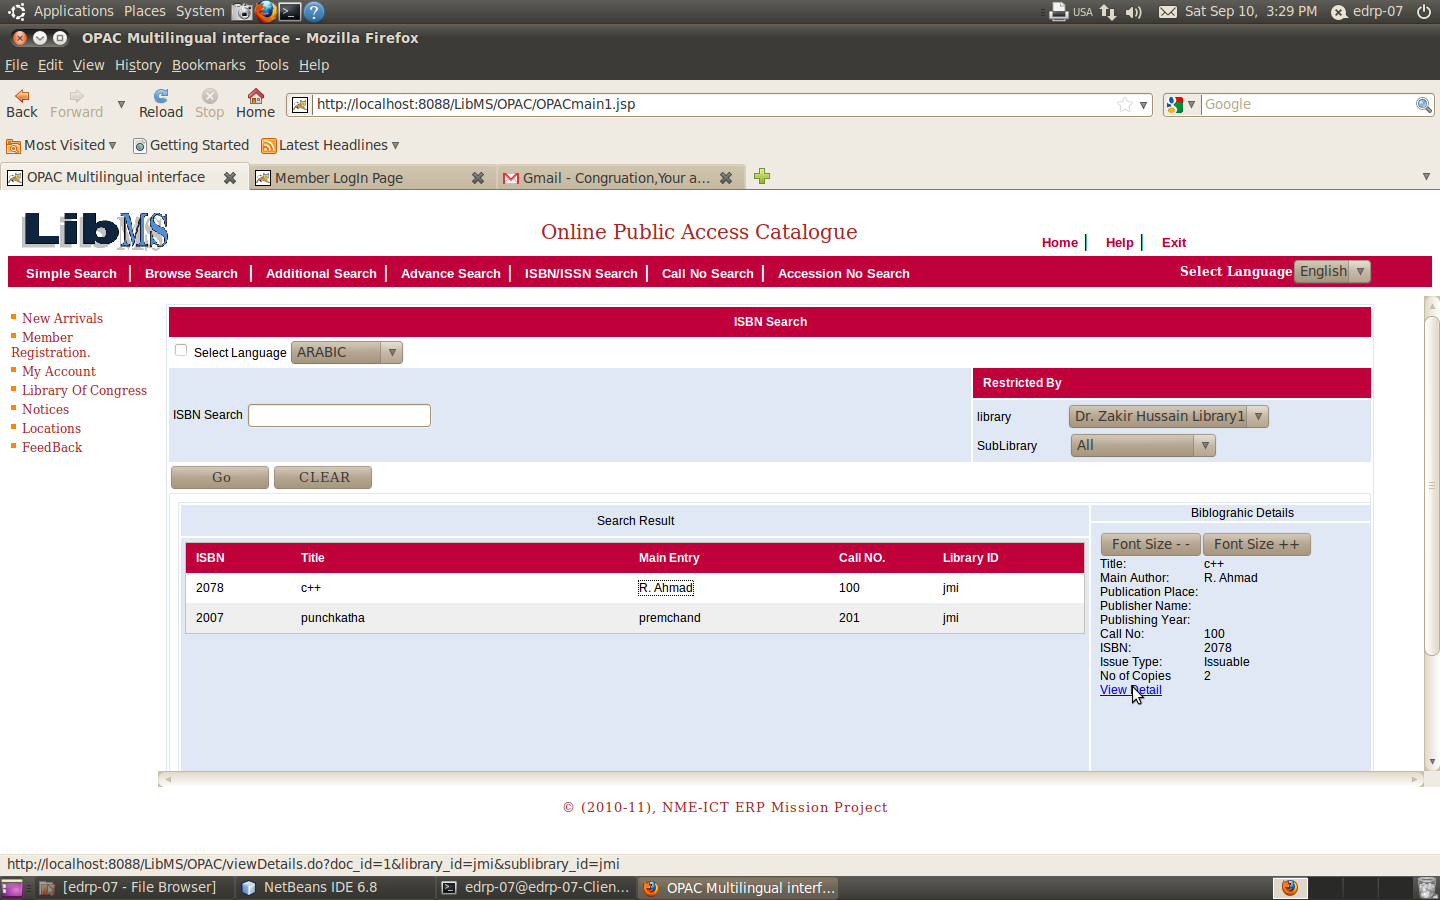 Applications Places System USA Sat Sep 10, 3:29 PM edrp-07
OPAC Multilingual interface - Mozilla Firefox
File Edit View History Bookmarks Tools Help
Back Forward Reload Stop Home http://localhost:8088/LibMS/OPAC/OPACmain1.jsp Google
Most Visited Getting Started Latest Headlines
OPAC Multilingual interface Member LogIn Page Gmail - Congruation,Your a...
LibMS
Online Public Access Catalogue
Home Help Exit
Simple Search Browse Search Additional Search Advance Search ISBN/ISSN Search Call No Search Accession No Search Select Language English
New Arrivals
Member
Registration.
My Account
Library Of Congress
Notices
Locations
FeedBack
ISBN Search
Select Language ARABIC
ISBN Search
Restricted By
library Dr. Zakir Hussain Library1
SubLibrary All
Go CLEAR
Search Result
ISBN Title Main Entry Call NO. Library ID
2078 c++ R. Ahmad 100 jmi
2007 punchkatha premchand 201 jmi
Biblograhic Details
Font Size - - Font Size ++
Title: c++
Main Author: R. Ahmad
Publication Place:
Publisher Name:
Publishing Year:
Call No: 100
ISBN: 2078
Issue Type: Issuable
No of Copies 2
View Detail
© (2010-11), NME-ICT ERP Mission Project
http://localhost:8088/LibMS/OPAC/viewDetails.do?doc_id=1&library_id=jmi&sublibrary_id=jmi
[edrp-07 - File Browser] NetBeans IDE 6.8 edrp-07@edrp-07-Clien... OPAC Multilingual interf...